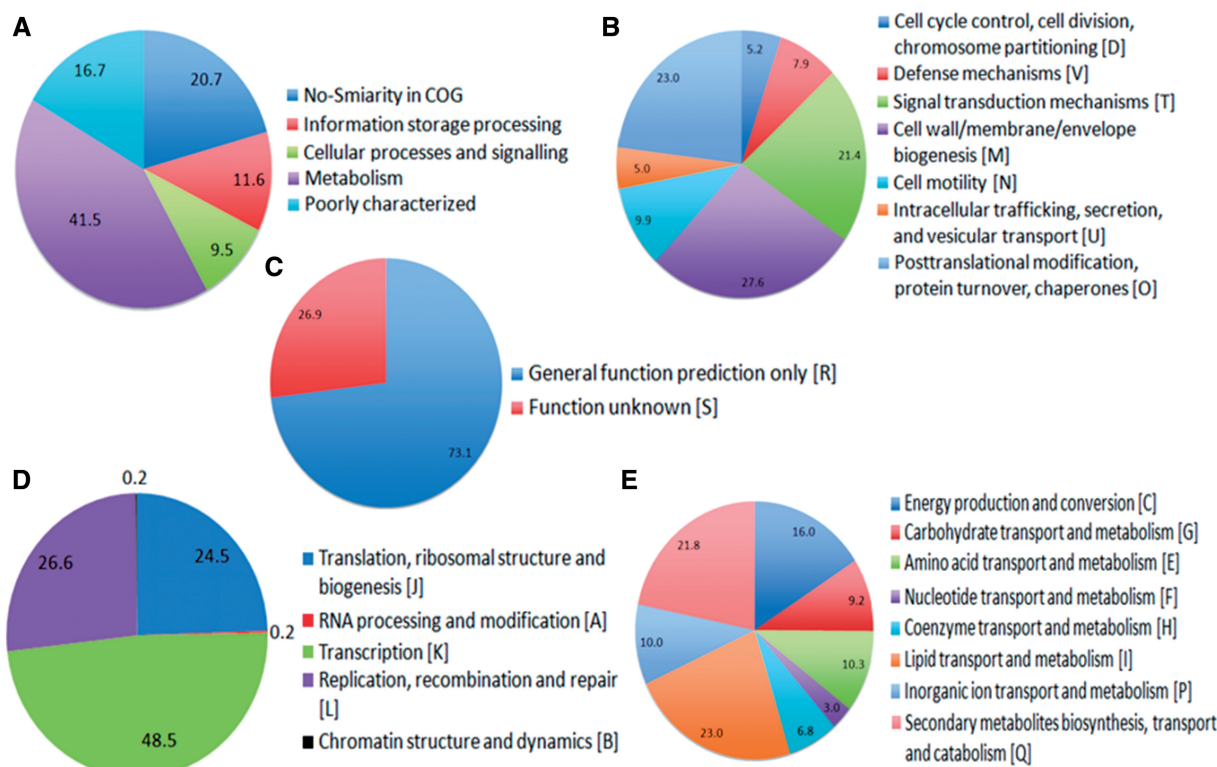 A
20.7
11.6
9.5
41.5
16.7
No-Smiarity in COG
Information storage processing
Cellular processes and signalling
Metabolism
Poorly characterized
B
5.2
7.9
21.4
27.6
9.9
5.0
23.0
Cell cycle control, cell division,
chromosome partitioning [D]
Defense mechanisms [V]
Signal transduction mechanisms [T]
Cell wall/membrane/envelope
biogenesis [M]
Cell motility [N]
Intracellular trafficking, secretion,
and vesicular transport [U]
Posttranslational modification,
protein turnover, chaperones [O]
C
26.9
73.1
General function prediction only [R]
Function unknown [S]
D
0.2
24.5
0.2
48.5
26.6
Translation, ribosomal structure and
biogenesis [J]
RNA processing and modification [A]
Transcription [K]
Replication, recombination and repair
[L]
Chromatin structure and dynamics [B]
E
16.0
9.2
10.3
3.0
6.8
23.0
10.0
21.8
Energy production and conversion [C]
Carbohydrate transport and metabolism [G]
Amino acid transport and metabolism [E]
Nucleotide transport and metabolism [F]
Coenzyme transport and metabolism [H]
Lipid transport and metabolism [I]
Inorganic ion transport and metabolism [P]
Secondary metabolites biosynthesis, transport
and catabolism [Q]